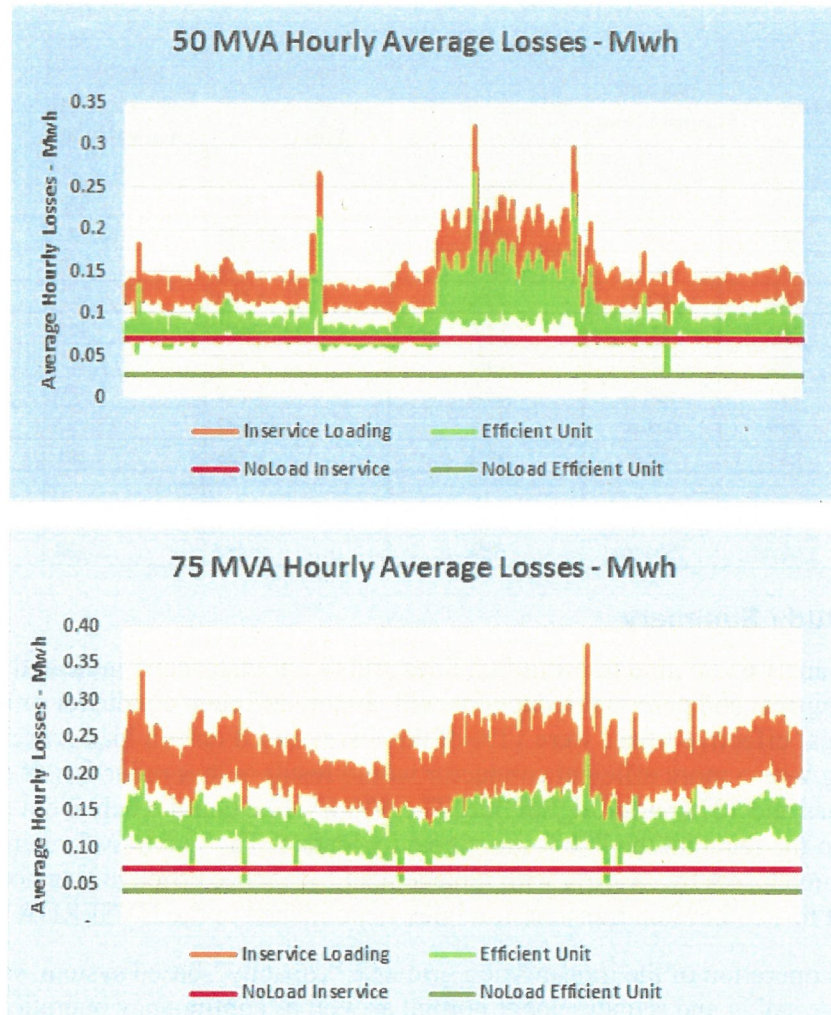 50 MVA Hourly Average Losses - Mwh
Average Hourly Losses - Mwh
0.35
0.3
0.25
0.2
0.15
0.1
0.05
0
Inservice Loading
Efficient Unit
NoLoad Inservice
NoLoad Efficient Unit
75 MVA Hourly Average Losses - Mwh
Average Hourly Losses - Mwh
0.40
0.35
0.30
0.25
0.20
0.15
0.10
0.05
-
Inservice Loading
Efficient Unit
NoLoad Inservice
NoLoad Efficient Unit